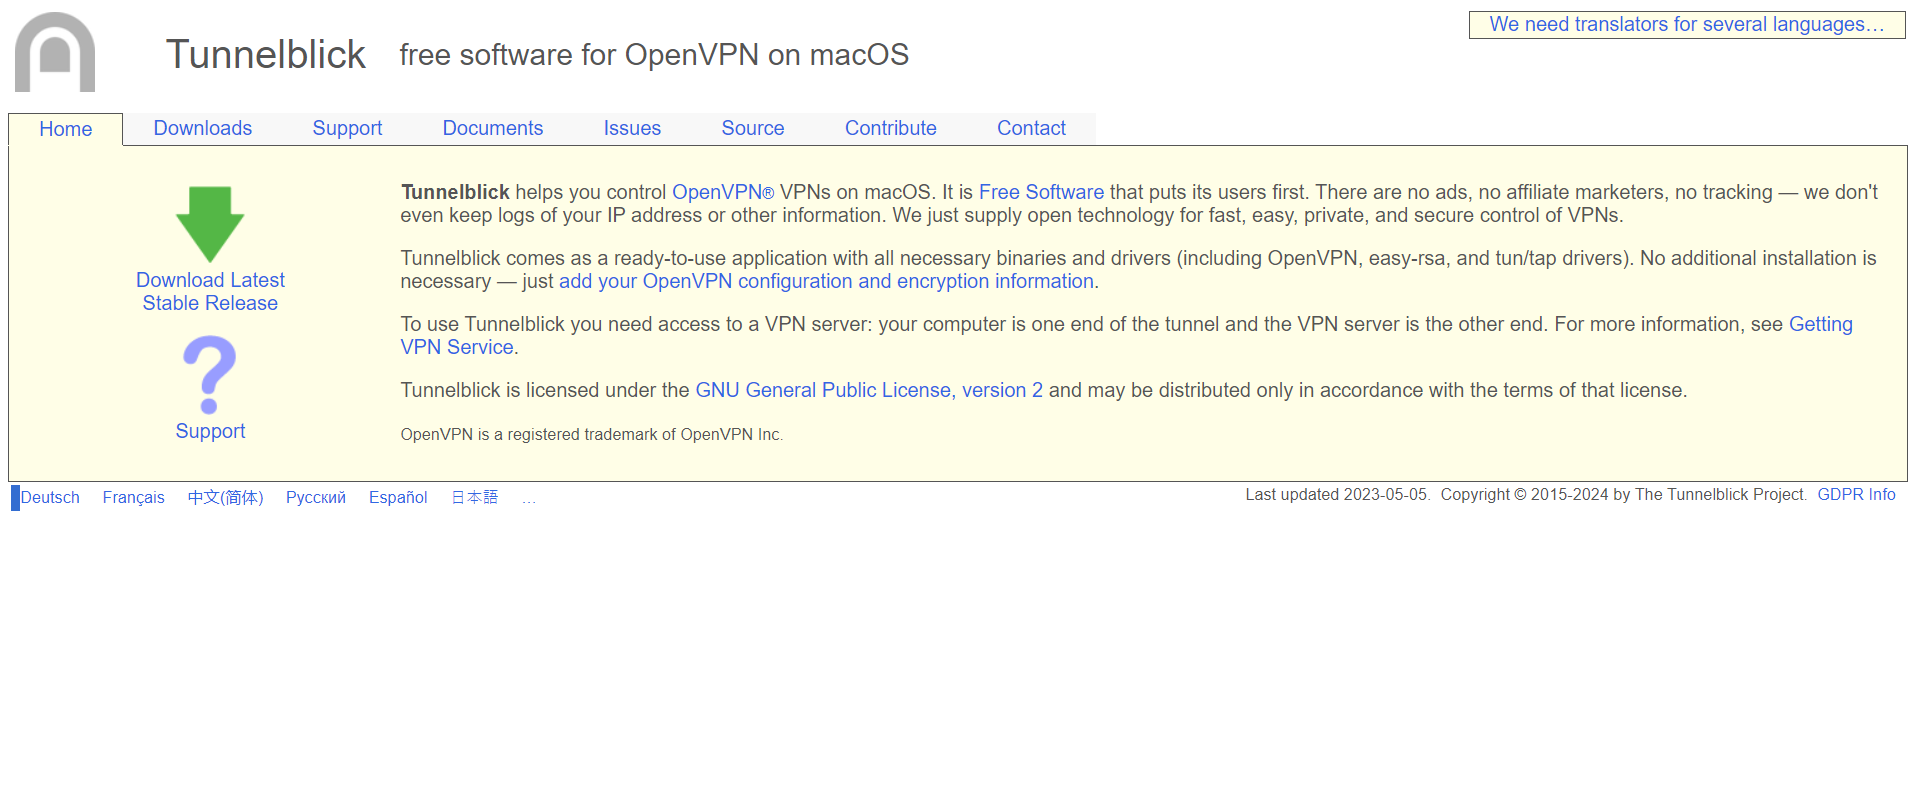 We need translators for several languages…
Tunnelblick free software for OpenVPN on macOS
Home Downloads Support Documents Issues Source Contribute Contact
Download Latest
Stable Release
Support
Tunnelblick helps you control OpenVPN® VPNs on macOS. It is Free Software that puts its users first. There are no ads, no affiliate marketers, no tracking — we don't
even keep logs of your IP address or other information. We just supply open technology for fast, easy, private, and secure control of VPNs.
Tunnelblick comes as a ready-to-use application with all necessary binaries and drivers (including OpenVPN, easy-rsa, and tun/tap drivers). No additional installation is
necessary — just add your OpenVPN configuration and encryption information.
To use Tunnelblick you need access to a VPN server: your computer is one end of the tunnel and the VPN server is the other end. For more information, see Getting
VPN Service.
Tunnelblick is licensed under the GNU General Public License, version 2 and may be distributed only in accordance with the terms of that license.
OpenVPN is a registered trademark of OpenVPN Inc.
Deutsch Français 中文(简体) Русский Español 日本語 …
Last updated 2023-05-05. Copyright © 2015-2024 by The Tunnelblick Project. GDPR Info